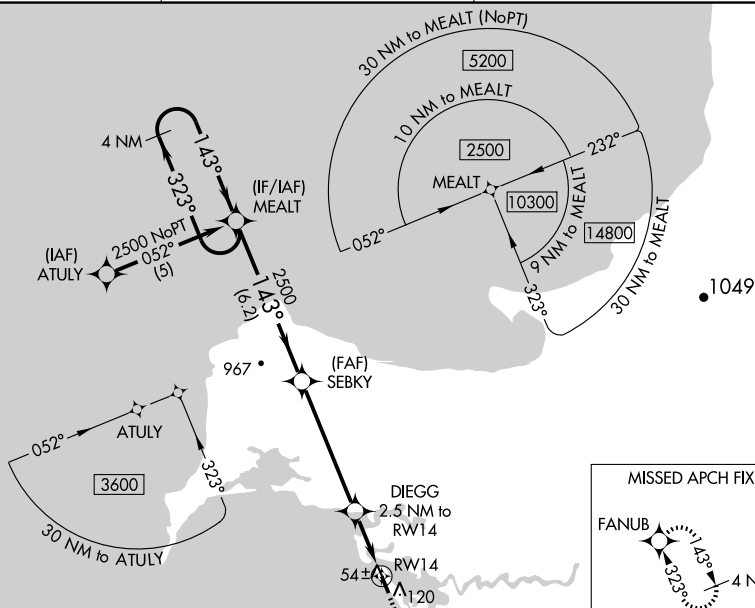 30 NM to MEALT (NoPT)
5200
10 NM to MEALT
2500
MEALT
232°
10300
9 NM to MEALT
14800
30 NM to MEALT
052°
323°
4 NM
143°
323°
(IF/IAF)
MEALT
(IAF)
ATULY
2500 NoPT
052°
(5)
2500
143°
(6.2)
1049
967
(FAF)
SEBKY
052°
ATULY
323°
3600
30 NM to ATULY
DIEGG
2.5 NM to
RW14
RW14
54±
120
MISSED APCH FIX
FANUB
143°
323°
4 N